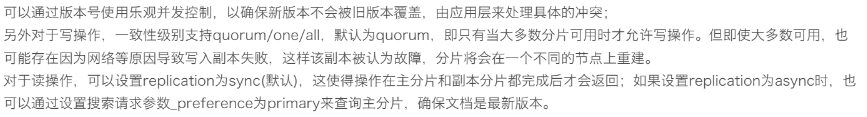 可以通过版本号使用乐观并发控制，以确保新版本不会被旧版本覆盖，由应用层来处理具体的冲突；
另外对于写操作，一致性级别支持quorum/one/all，默认为quorum，即只有当大多数分片可用时才允许写操作。但即使大多数可用，也
可能存在因为网络等原因导致写入副本失败，这样该副本被认为故障，分片将会在一个不同的节点上重建。
对于读操作，可以设置replication为sync(默认)，这使得操作在主分片和副本分片都完成后才会返回；如果设置replication为async时，也
可以通过设置搜索请求参数_preference为primary来查询主分片，确保文档是最新版本。